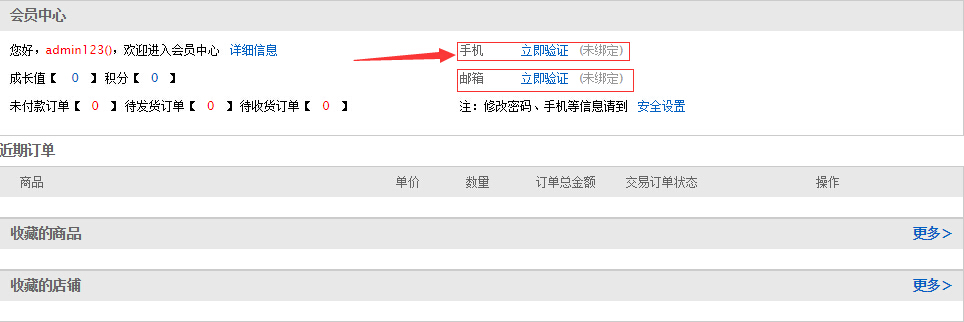 会员中心
您好，admin123()，欢迎进入会员中心 详细信息
手机 立即验证 (未绑定)
成长值【 0 】 积分【 0 】
邮箱 立即验证 (未绑定)
未付款订单【 0 】 待发货订单【 0 】 待收货订单【 0 】
注：修改密码、手机等信息请到 安全设置
近期订单
商品 单价 数量 订单总金额 交易订单状态 操作
收藏的商品 更多>
收藏的店铺 更多>